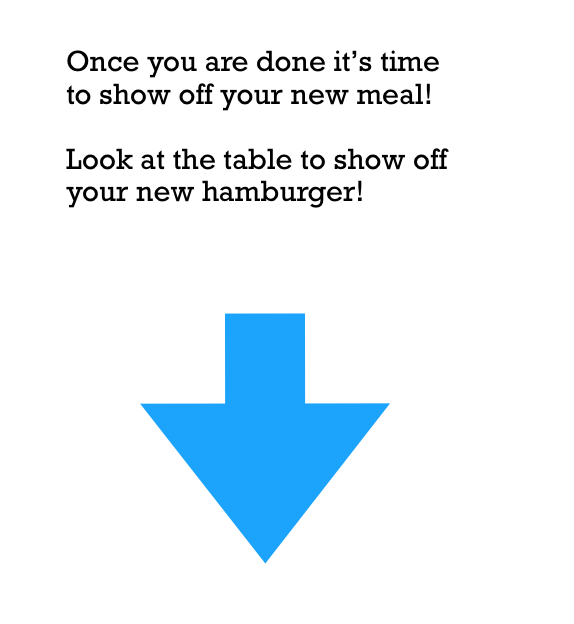 Once you are done it’s time
to show off your new meal!
Look at the table to show off
your new hamburger!